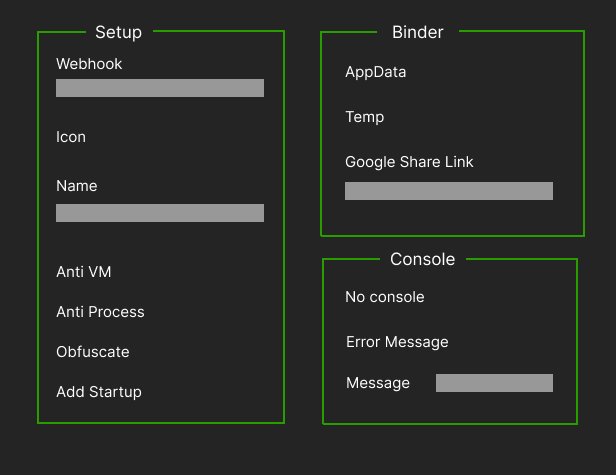 Setup
Webhook
Icon
Name
Anti VM
Anti Process
Obfuscate
Add Startup
Binder
AppData
Temp
Google Share Link
Console
No console
Error Message
Message